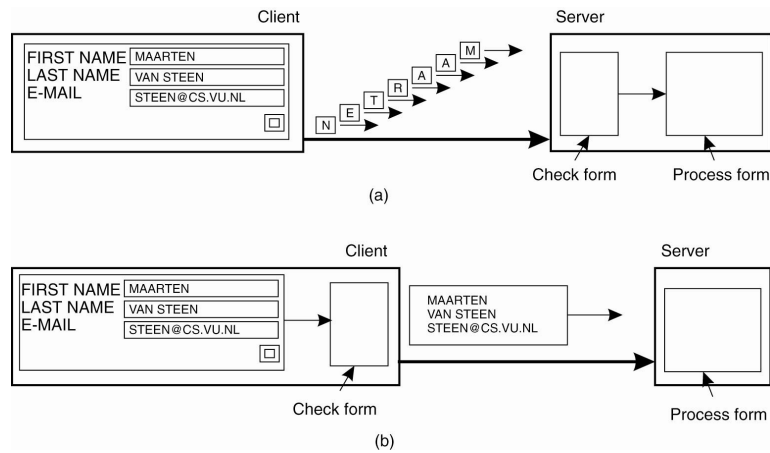 Client
Server
FIRST NAME MAARTEN
LAST NAME VAN STEEN
E-MAIL STEEN@CS.VU.NL
N E T R A A M
Check form
Process form
(a)
Client
Server
FIRST NAME MAARTEN
LAST NAME VAN STEEN
E-MAIL STEEN@CS.VU.NL
MAARTEN
VAN STEEN
STEEN@CS.VU.NL
Check form
Process form
(b)